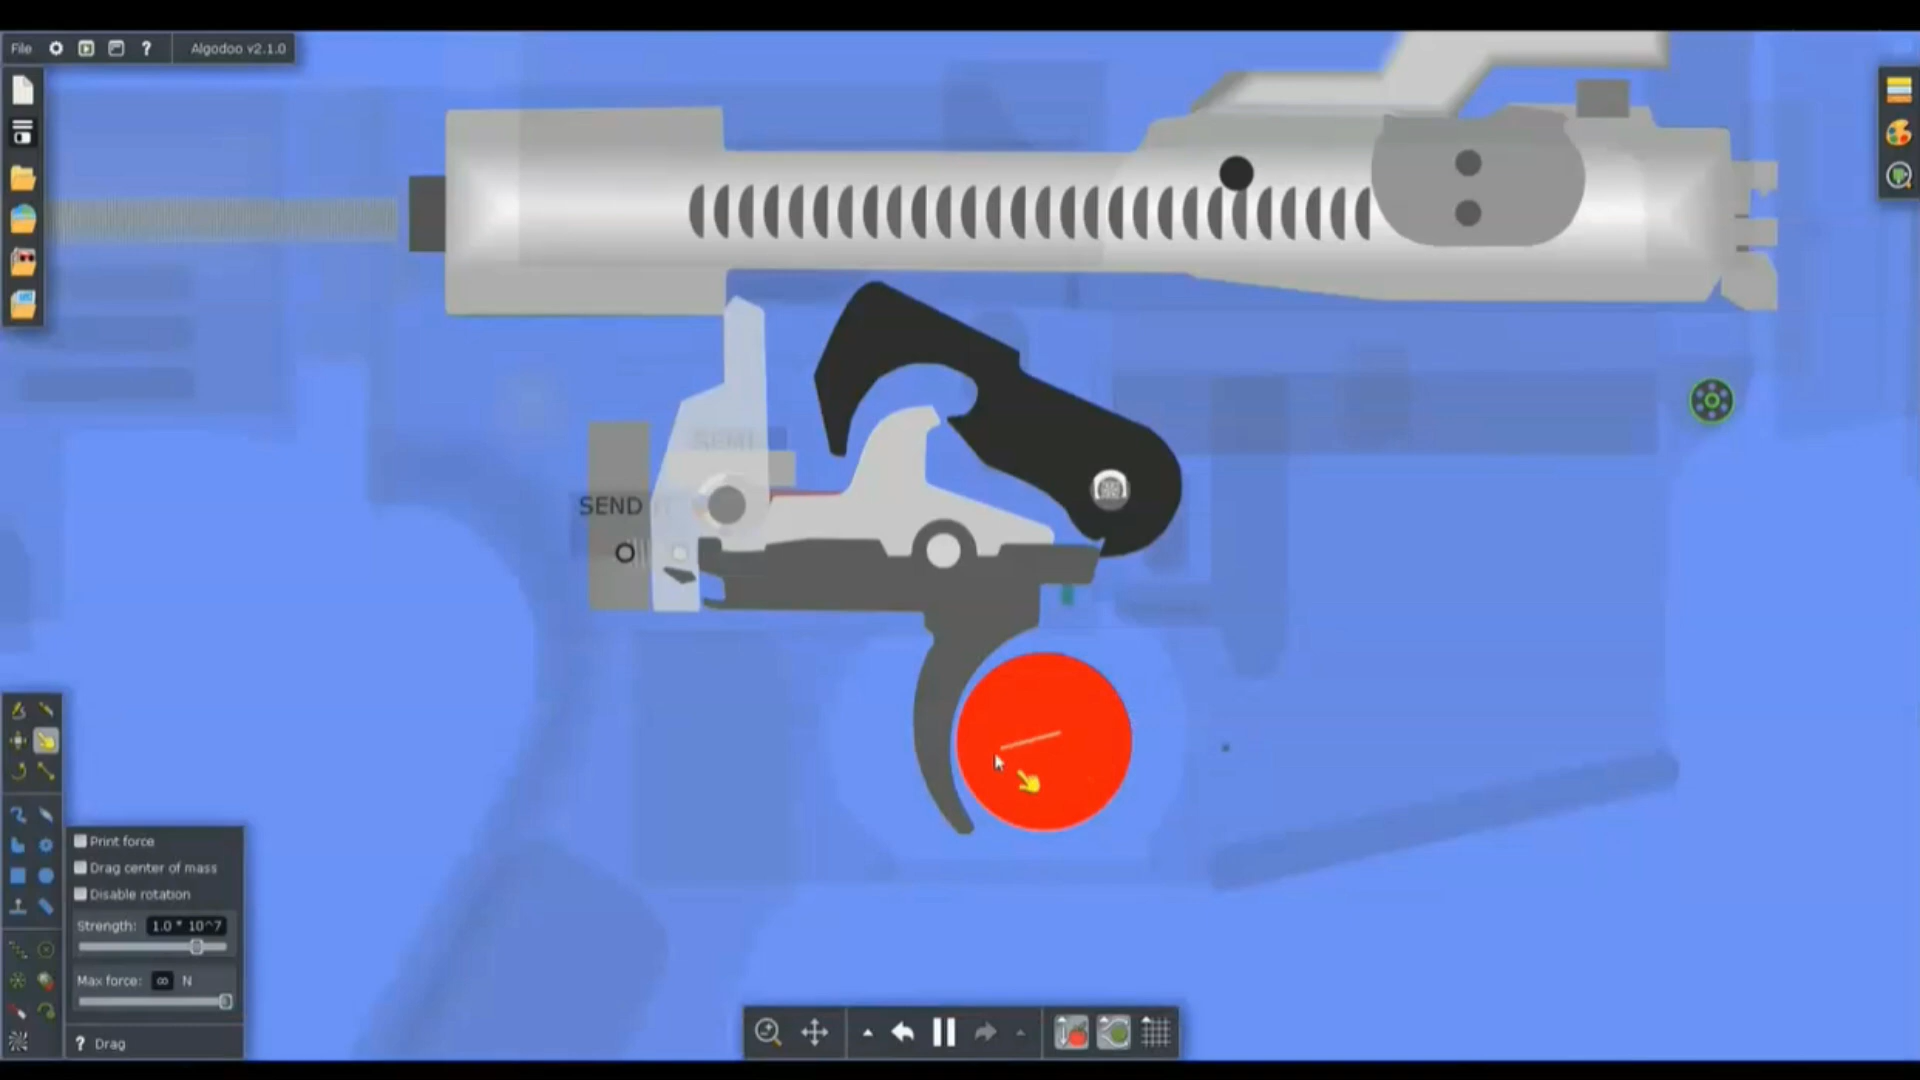 File ? Algodoo v2.1.0
SEMI
SEND
Print force
Drag center of mass
Disable rotation
Strength: 1.0 * 10^7
Max force: ∞ N
? Drag